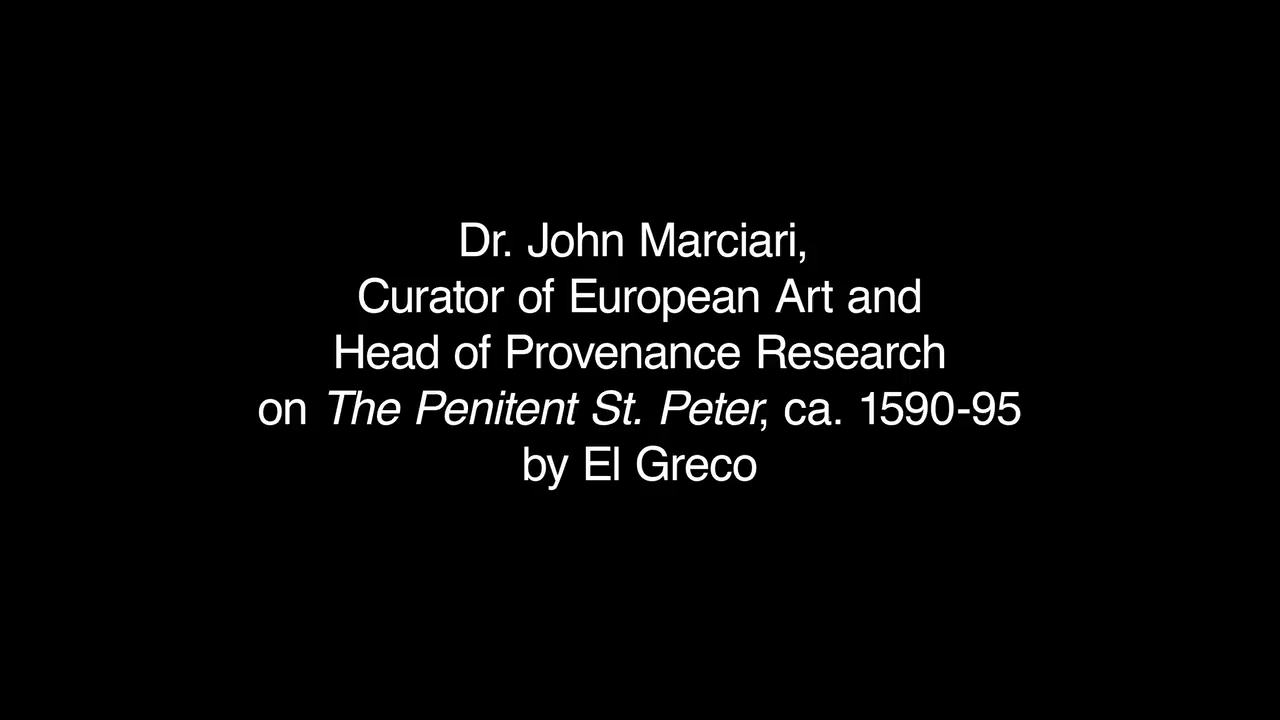 Dr. John Marciari,
Curator of European Art and
Head of Provenance Research
on The Penitent St. Peter, ca. 1590-95
by El Greco